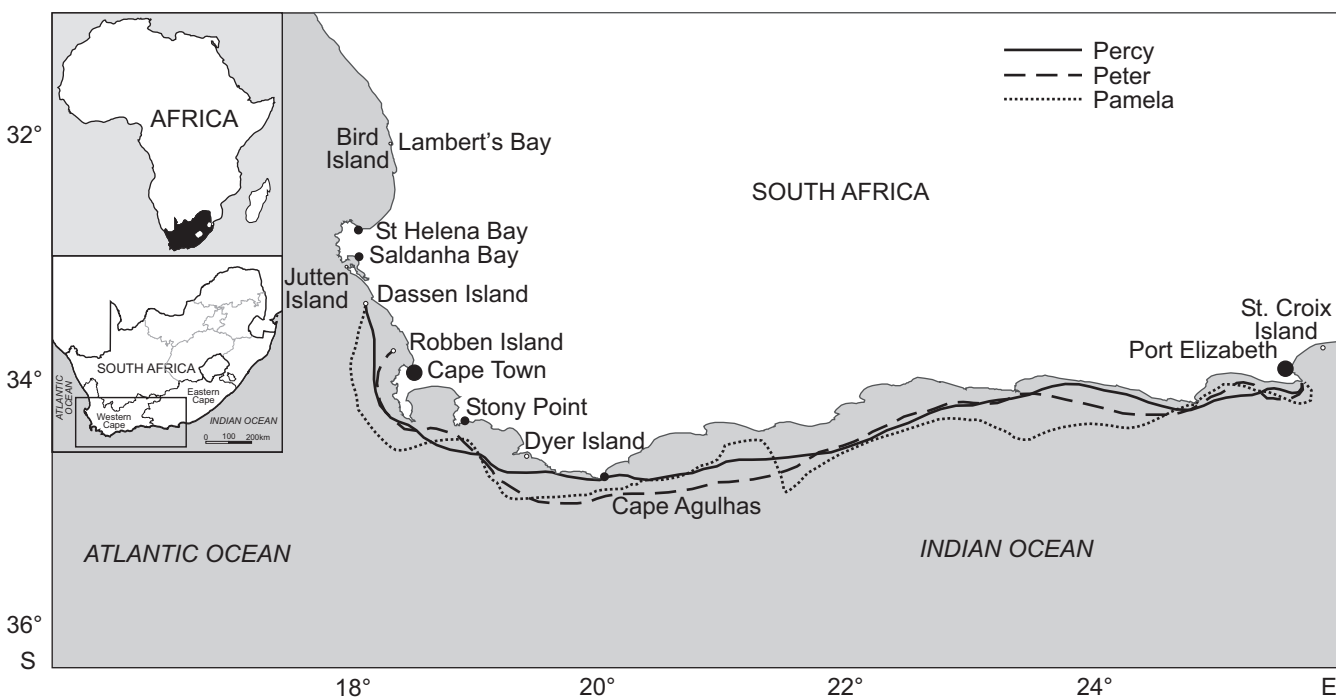 AFRICA
SOUTH AFRICA
ATLANTIC
OCEAN
Western
Cape
Eastern
Cape
INDIAN OCEAN
0 100 200km
Percy
Peter
Pamela
32°
34°
36°
S
Bird
Island
Lambert's Bay
SOUTH AFRICA
St Helena Bay
Saldanha Bay
Jutten
Island
Dassen Island
Robben Island
Cape Town
Stony Point
Dyer Island
Cape Agulhas
St. Croix
Island
Port Elizabeth
ATLANTIC OCEAN
INDIAN OCEAN
18° 20° 22° 24° E